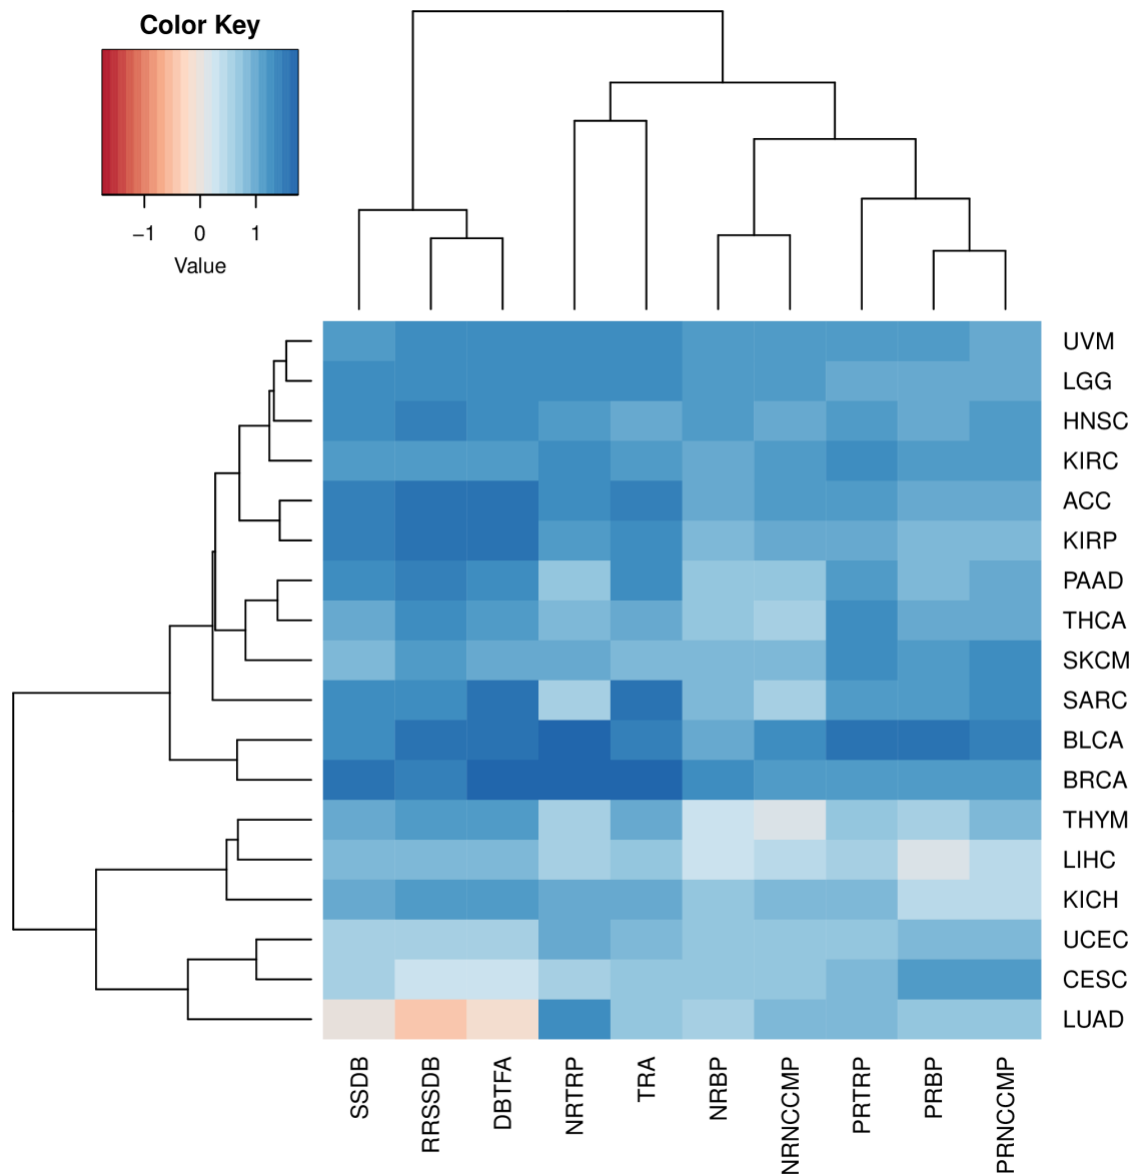 Color Key
−1 0 1
Value
UVM
LGG
HNSC
KIRC
ACC
KIRP
PAAD
THCA
SKCM
SARC
BLCA
BRCA
THYM
LIHC
KICH
UCEC
CESC
LUAD
SSDB
RRSSDB
DBTFA
NRTRP
TRA
NRBP
NRNCCMP
PRTRP
PRBP
PRNCCMP